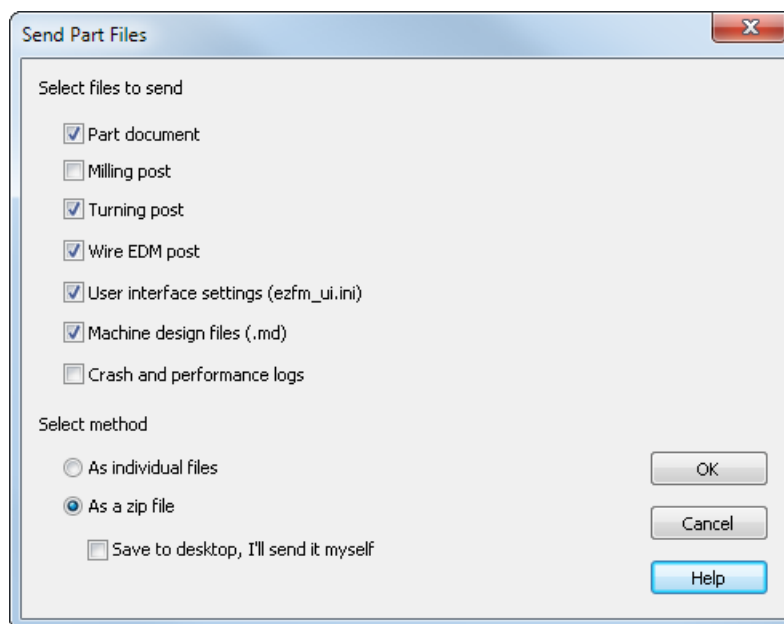 Send Part Files
Select files to send
Part document
Milling post
Turning post
Wire EDM post
User interface settings (ezfm_ui.ini)
Machine design files (.md)
Crash and performance logs
Select method
As individual files
OK
As a zip file
Cancel
Save to desktop, I'll send it myself
Help